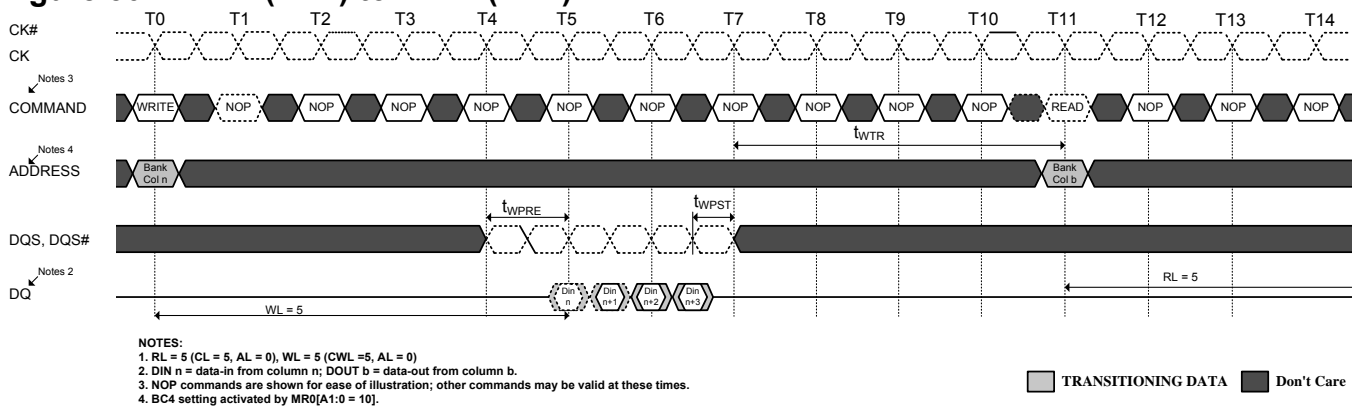 T0 T1 T2 T3 T4 T5 T6 T7 T8 T9 T10 T11 T12 T13 T14
CK#
CK
Notes 3
COMMAND
WRITE NOP NOP NOP NOP NOP NOP NOP NOP NOP NOP READ NOP NOP NOP
tWTR
Notes 4
ADDRESS
Bank Col n
Bank Col b
tWPRE
tWPST
DQS, DQS#
Notes 2
DQ
Din n
Din n+1
Din n+2
Din n+3
RL = 5
WL = 5
NOTES:
1. RL = 5 (CL = 5, AL = 0), WL = 5 (CWL =5, AL = 0)
2. DIN n = data-in from column n; DOUT b = data-out from column b.
3. NOP commands are shown for ease of illustration; other commands may be valid at these times.
4. BC4 setting activated by MR0[A1:0 = 10].
TRANSITIONING DATA
Don't Care